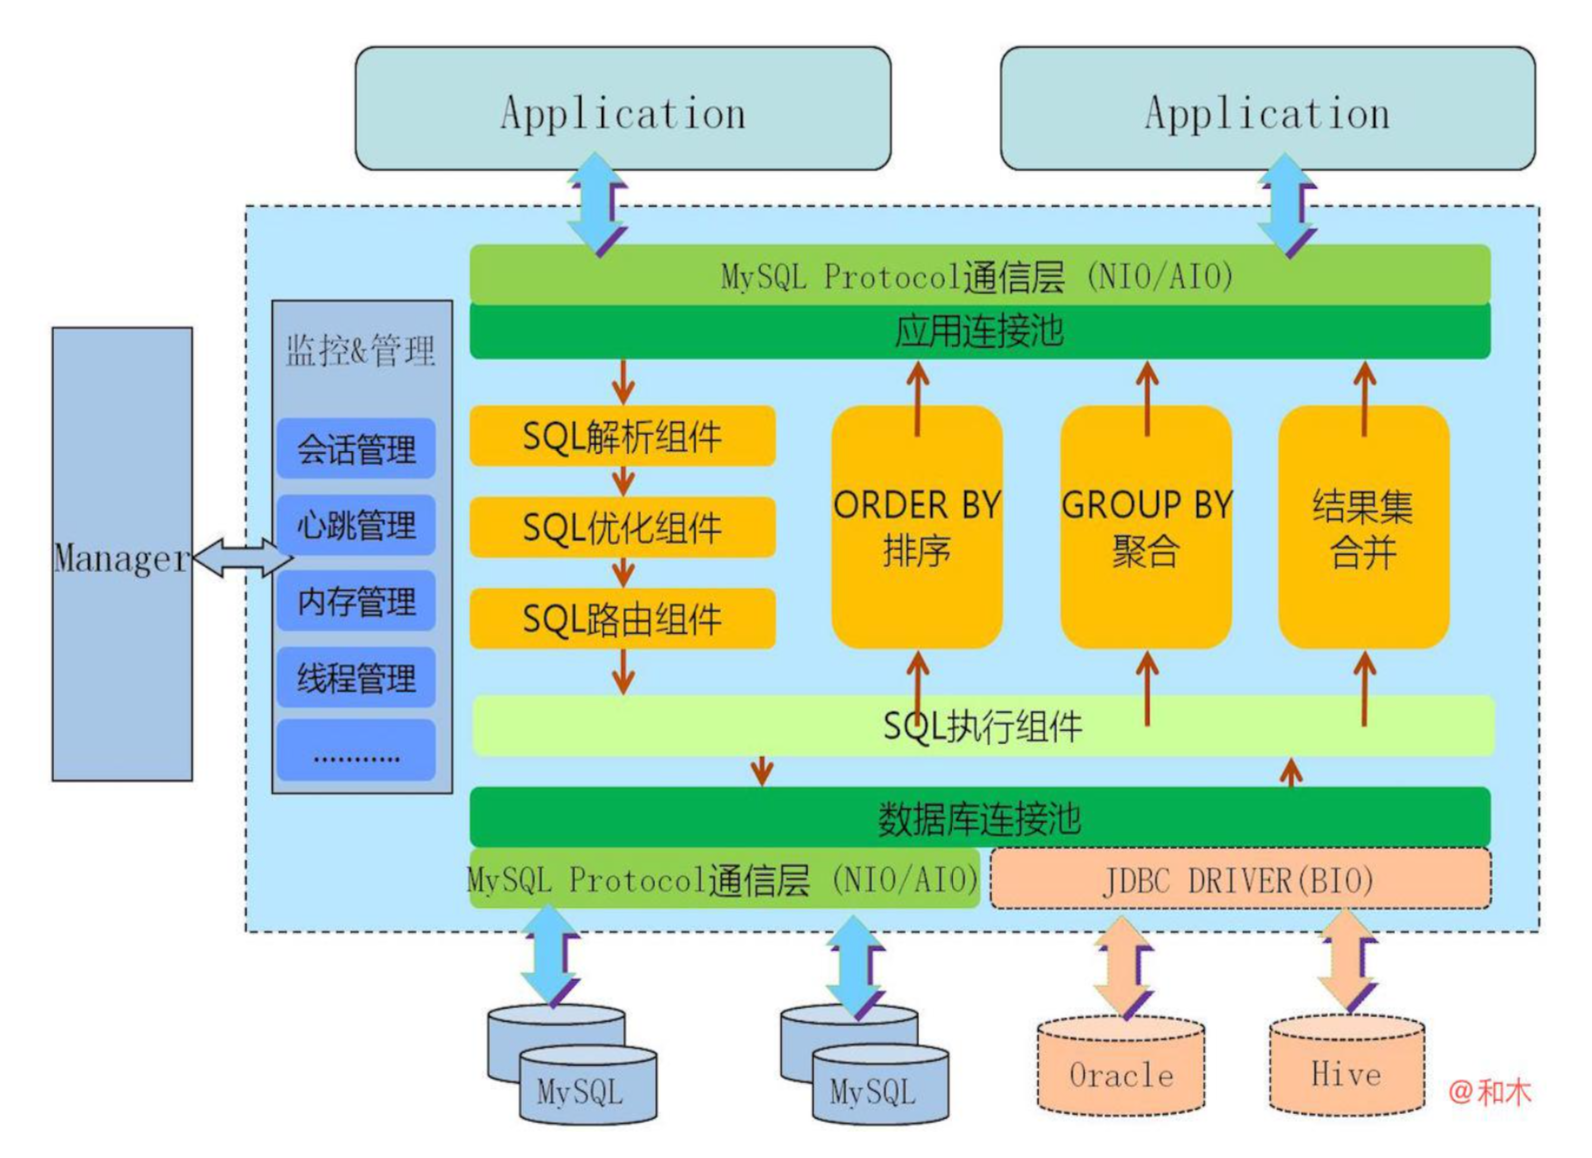 Application
Application
MySQL Protocol通信层 (NIO/AIO)
应用连接池
监控&管理
会话管理
心跳管理
内存管理
线程管理
...........
Manager
SQL解析组件
SQL优化组件
SQL路由组件
ORDER BY
排序
GROUP BY
聚合
结果集
合并
SQL执行组件
数据库连接池
MySQL Protocol通信层 (NIO/AIO)
JDBC DRIVER(BIO)
MySQL
MySQL
Oracle
Hive
@和木